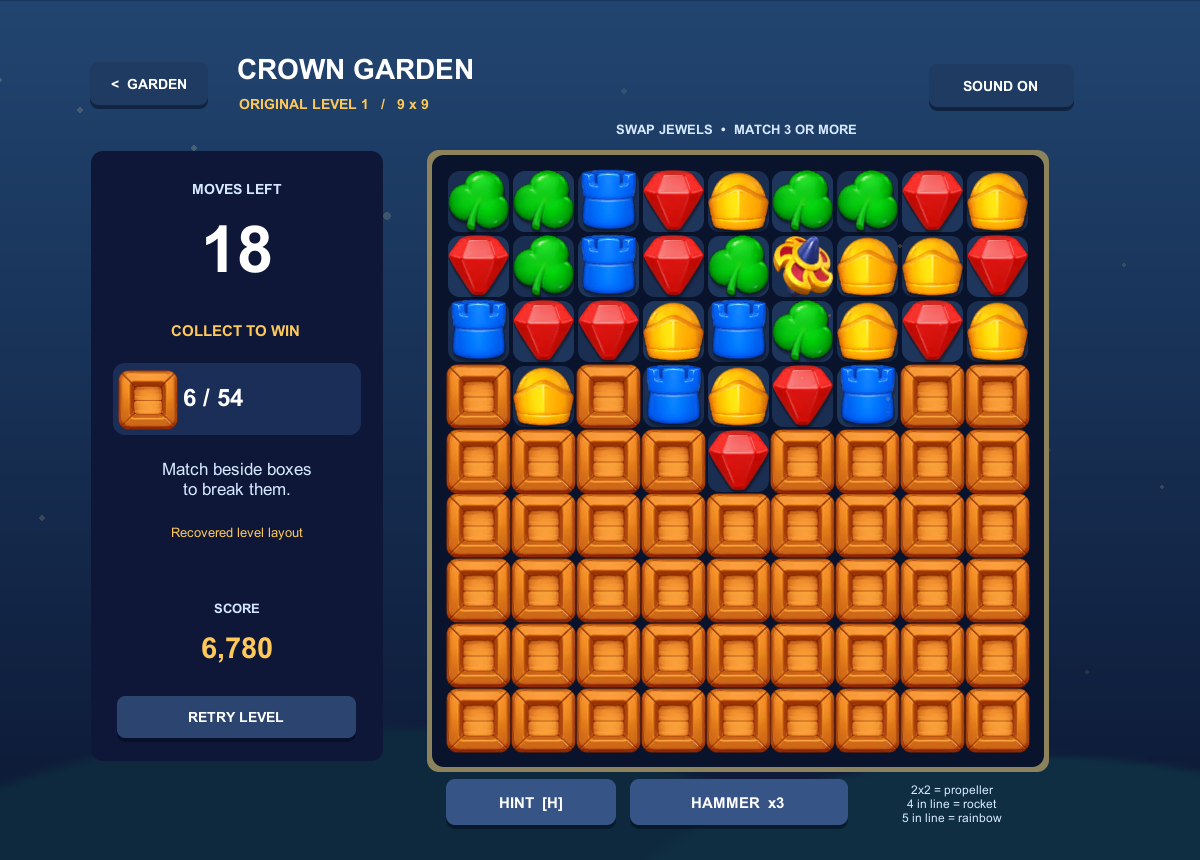 < GARDEN
CROWN GARDEN
ORIGINAL LEVEL 1 / 9 x 9
SOUND ON
SWAP JEWELS • MATCH 3 OR MORE
MOVES LEFT
18
COLLECT TO WIN
6 / 54
Match beside boxes
to break them.
Recovered level layout
SCORE
6,780
RETRY LEVEL
HINT [H]
HAMMER x3
2x2 = propeller
4 in line = rocket
5 in line = rainbow